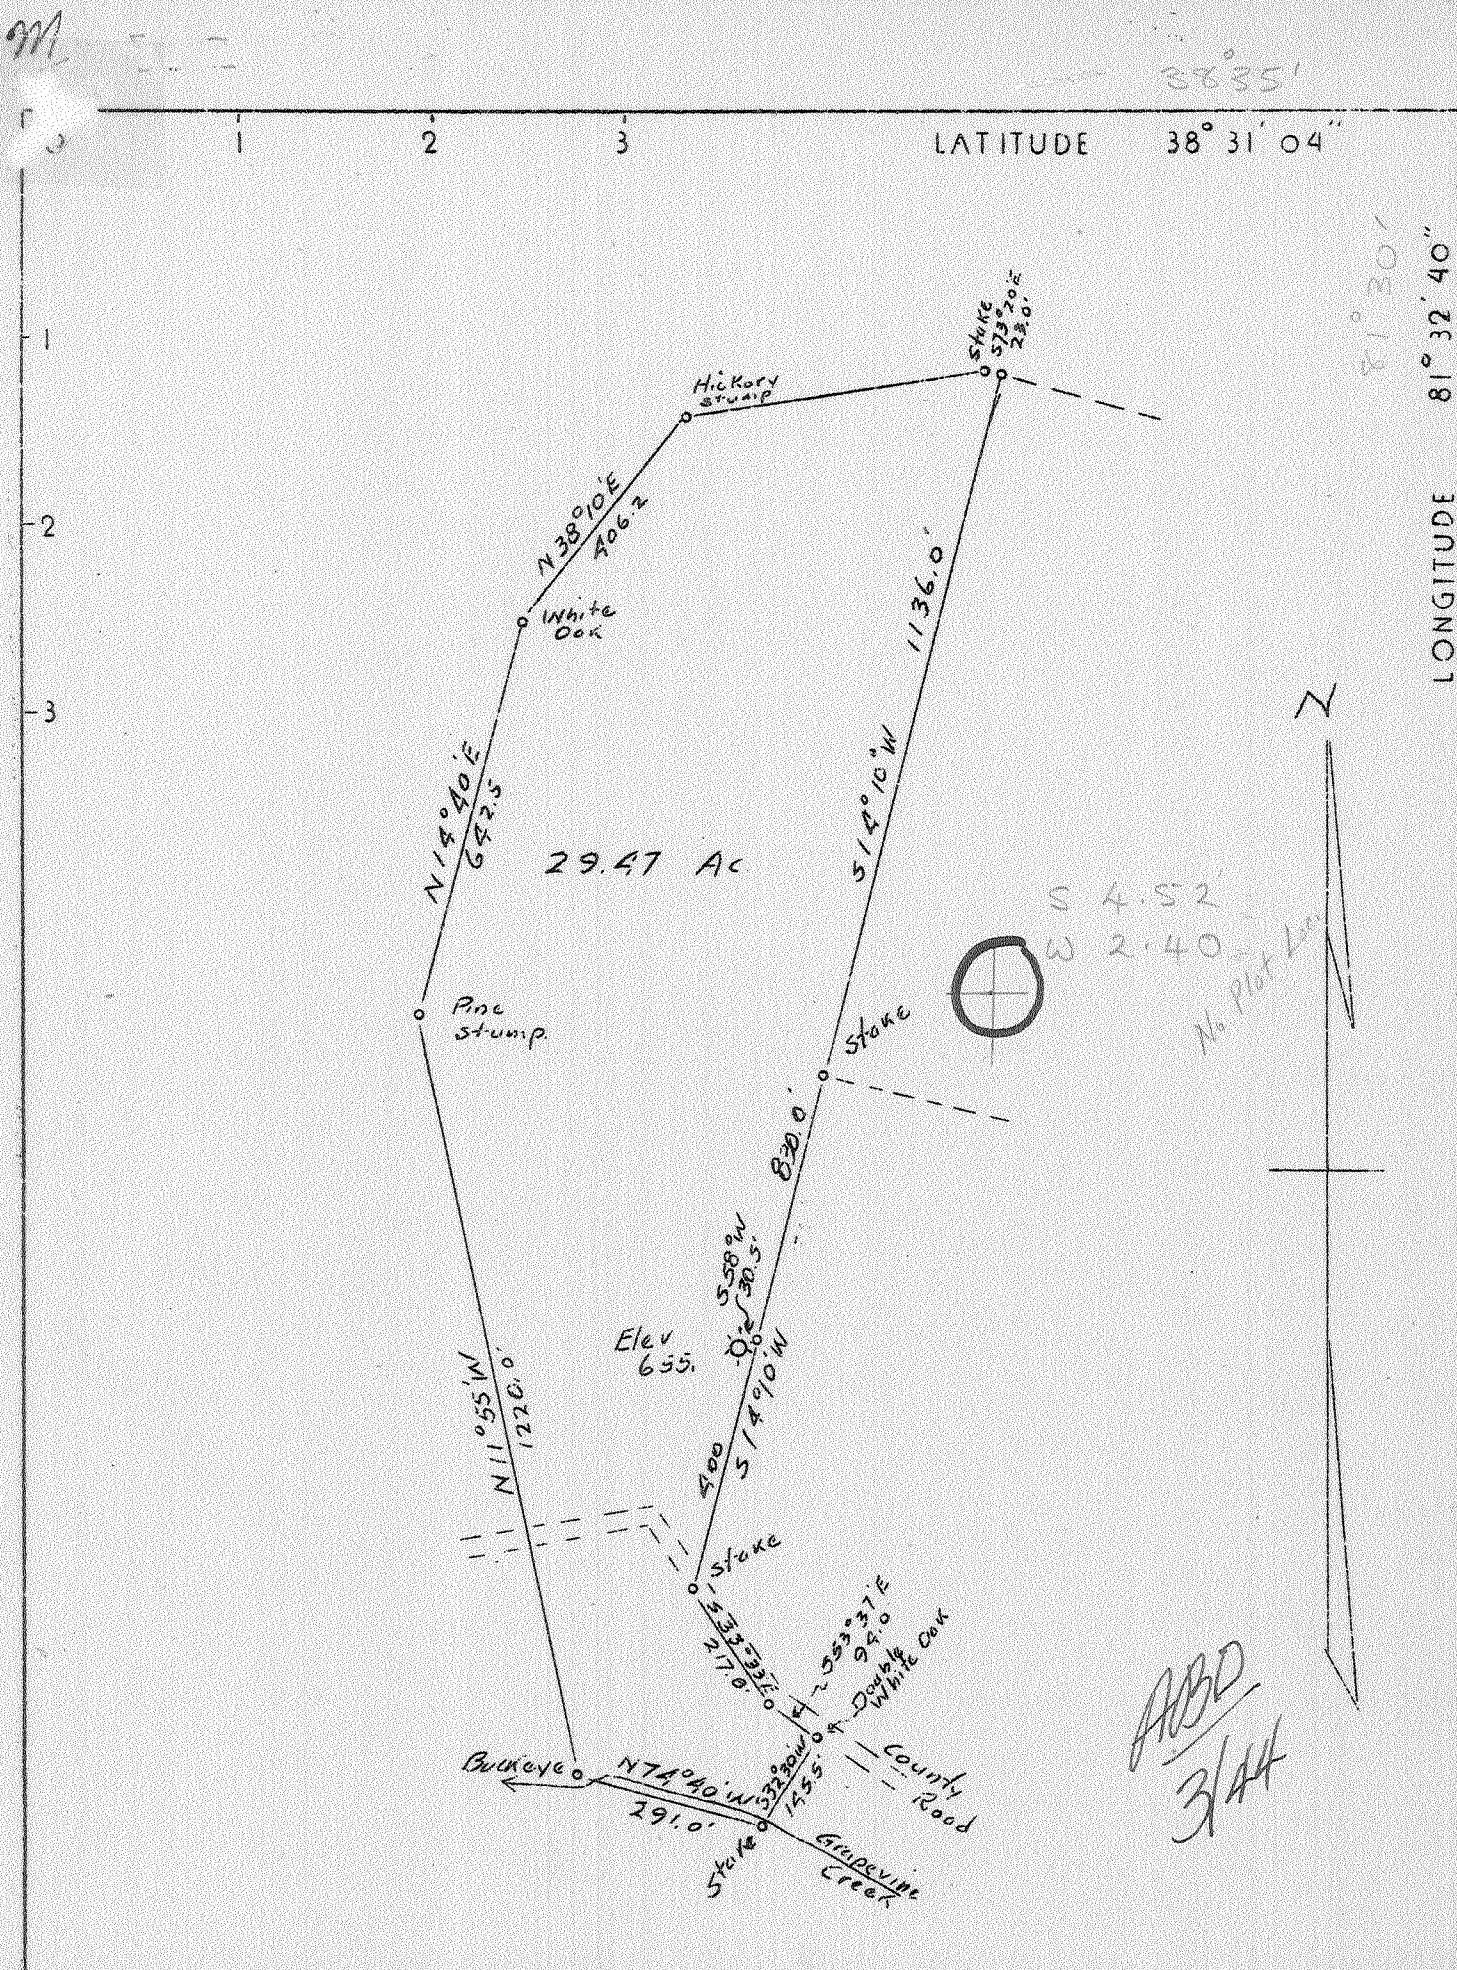 38°35'
1 2 3 LATITUDE 38° 31' 04"
LONGITUDE 81° 32' 40"
81° 30'
1
2
3
Stake
S73°20'E
23.0'
Hickory
stump
N 38°10'E
406.2
White
Oak
1136.0'
S14°10"W
N14°40'E
642.5
29.47 Ac
S 4.52
W 2.40
No plot
N
Pine
stump.
Stake
830.0'
S58°W
30.5'
Elev
655.
S14°10'W
400
N11°55'W
1220.0'
Stake
S33°33'E
217.0'
S53°37'E
94.0
Double
White Oak
County
Road
Buckeye
N74°40'W
291.0'
S32°30'W
145.5'
Stake
Grapevine
Creek
ABD
3/44